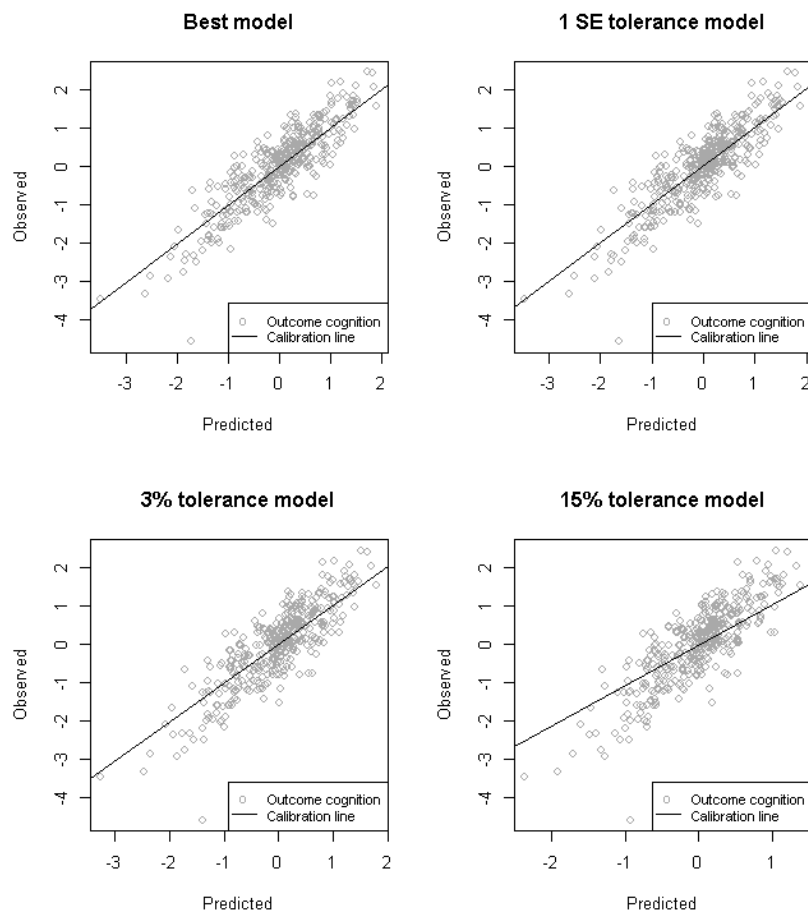 Best model
1 SE tolerance model
2
1
0
-1
-2
-3
-4
Observed
Outcome cognition
Calibration line
-3 -2 -1 0 1 2
Predicted
2
1
0
-1
-2
-3
-4
Observed
Outcome cognition
Calibration line
-3 -2 -1 0 1 2
Predicted
3% tolerance model
15% tolerance model
2
1
0
-1
-2
-3
-4
Observed
Outcome cognition
Calibration line
-3 -2 -1 0 1 2
Predicted
2
1
0
-1
-2
-3
-4
Observed
Outcome cognition
Calibration line
-2 -1 0 1
Predicted